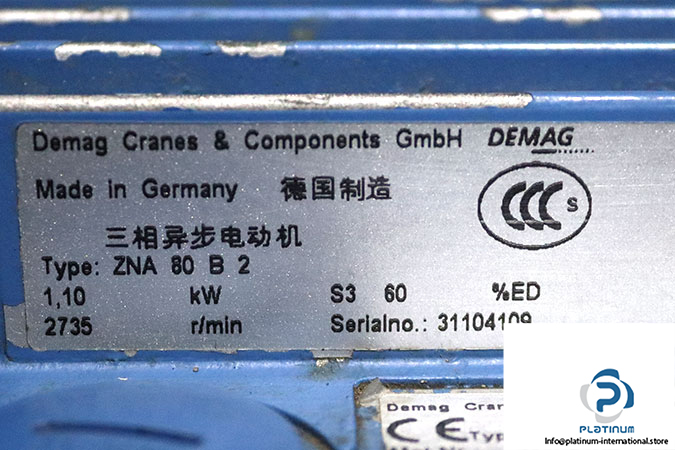 Demag Cranes & Components GmbH DEMAG
Made in Germany 德国制造
CCC S
三相异步电动机
Type: ZNA 80 B 2
1,10 kW S3 60 %ED
2735 r/min Serialno.: 31104109
Demag Cran
CE Typ
PLATINUM
Info@platinum-international.store